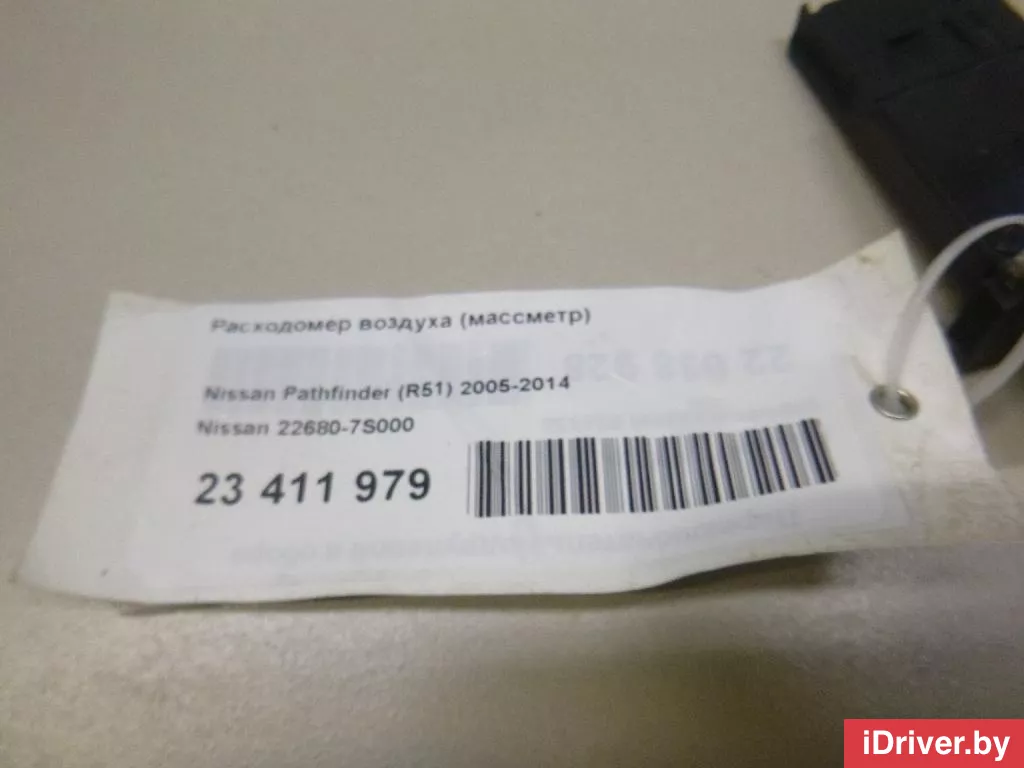 Расходомер воздуха (массметр)
Nissan Pathfinder (R51) 2005-2014
Nissan 22680-7S000
23 411 979
iDriver.by